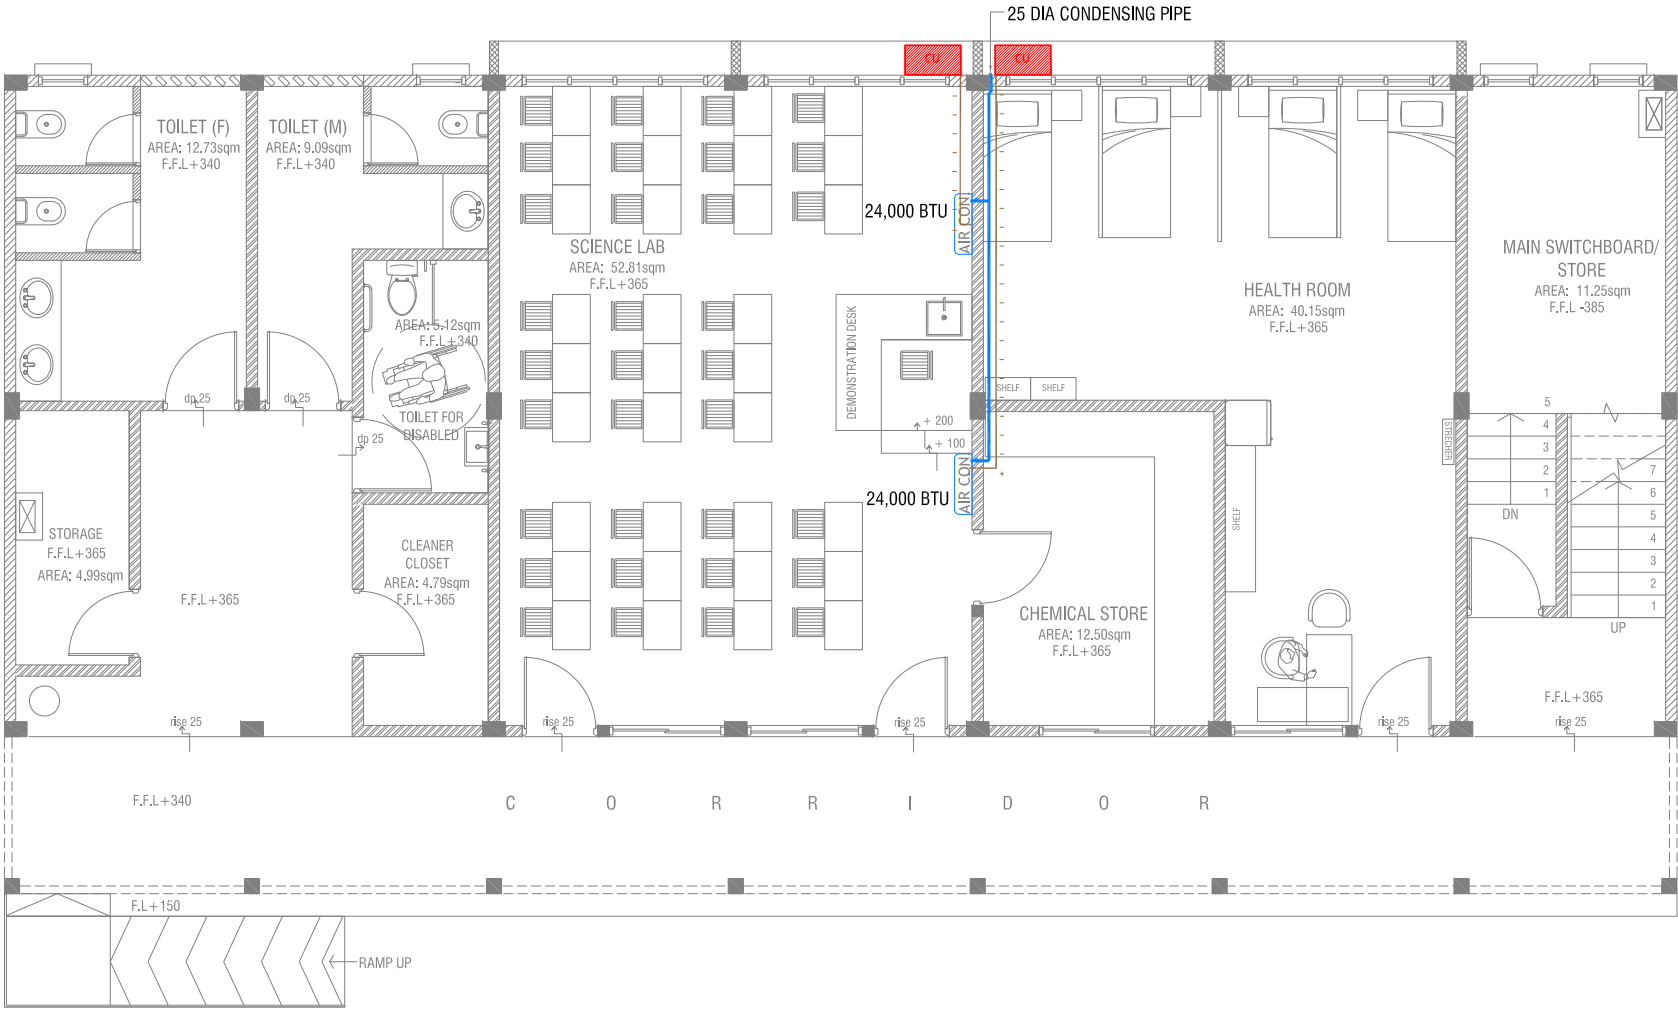 25 DIA CONDENSING PIPE
CU
CU
TOILET (F)
AREA: 12.73sqm
F.F.L+340
TOILET (M)
AREA: 9.09sqm
F.F.L+340
24,000 BTU
AIR CON
SCIENCE LAB
AREA: 52.81sqm
F.F.L+365
HEALTH ROOM
AREA: 40.15sqm
F.F.L+365
MAIN SWITCHBOARD/
STORE
AREA: 11.25sqm
F.F.L -385
AREA: 5.12sqm
F.F.L+340
TOILET FOR
DISABLED
DEMONSTRATION DESK
SHELF
SHELF
dp 25
dp 25
dp 25
+ 200
+ 100
24,000 BTU
AIR CON
STRECHER
5
4
3
2
1
DN
7
6
5
4
3
2
1
UP
SHELF
STORAGE
F.F.L+365
AREA: 4.99sqm
F.F.L+365
CLEANER
CLOSET
AREA: 4.79sqm
F.F.L+365
CHEMICAL STORE
AREA: 12.50sqm
F.F.L+365
F.F.L+365
rise 25
rise 25
rise 25
rise 25
rise 25
F.F.L+340
C O R R I D O R
F.L+150
RAMP UP